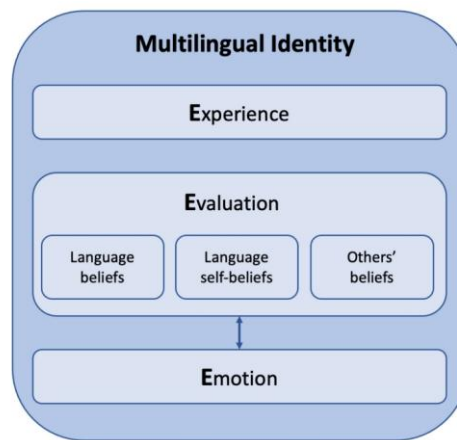 Multilingual Identity
Experience
Evaluation
Language
beliefs
Language
self-beliefs
Others'
beliefs
Emotion